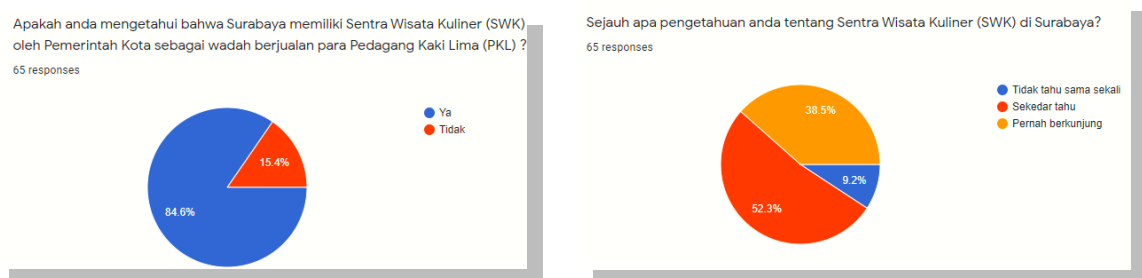 Apakah anda mengetahui bahwa Surabaya memiliki Sentra Wisata Kuliner (SWK)
oleh Pemerintah Kota sebagai wadah berjualan para Pedagang Kaki Lima (PKL) ?
65 responses
Ya
Tidak
15.4%
84.6%
Sejauh apa pengetahuan anda tentang Sentra Wisata Kuliner (SWK) di Surabaya?
65 responses
Tidak tahu sama sekali
Sekedar tahu
Pernah berkunjung
38.5%
9.2%
52.3%